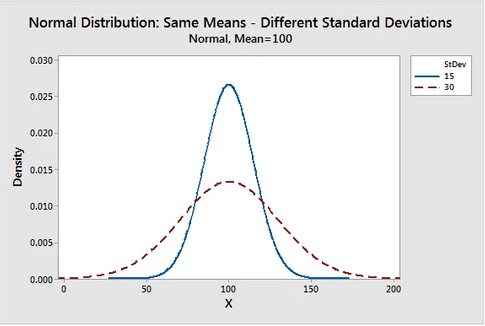 Normal Distribution: Same Means - Different Standard Deviations
Normal, Mean=100
StDev
15
30
Density
0.030
0.025
0.020
0.015
0.010
0.005
0.000
0
50
100
150
200
X